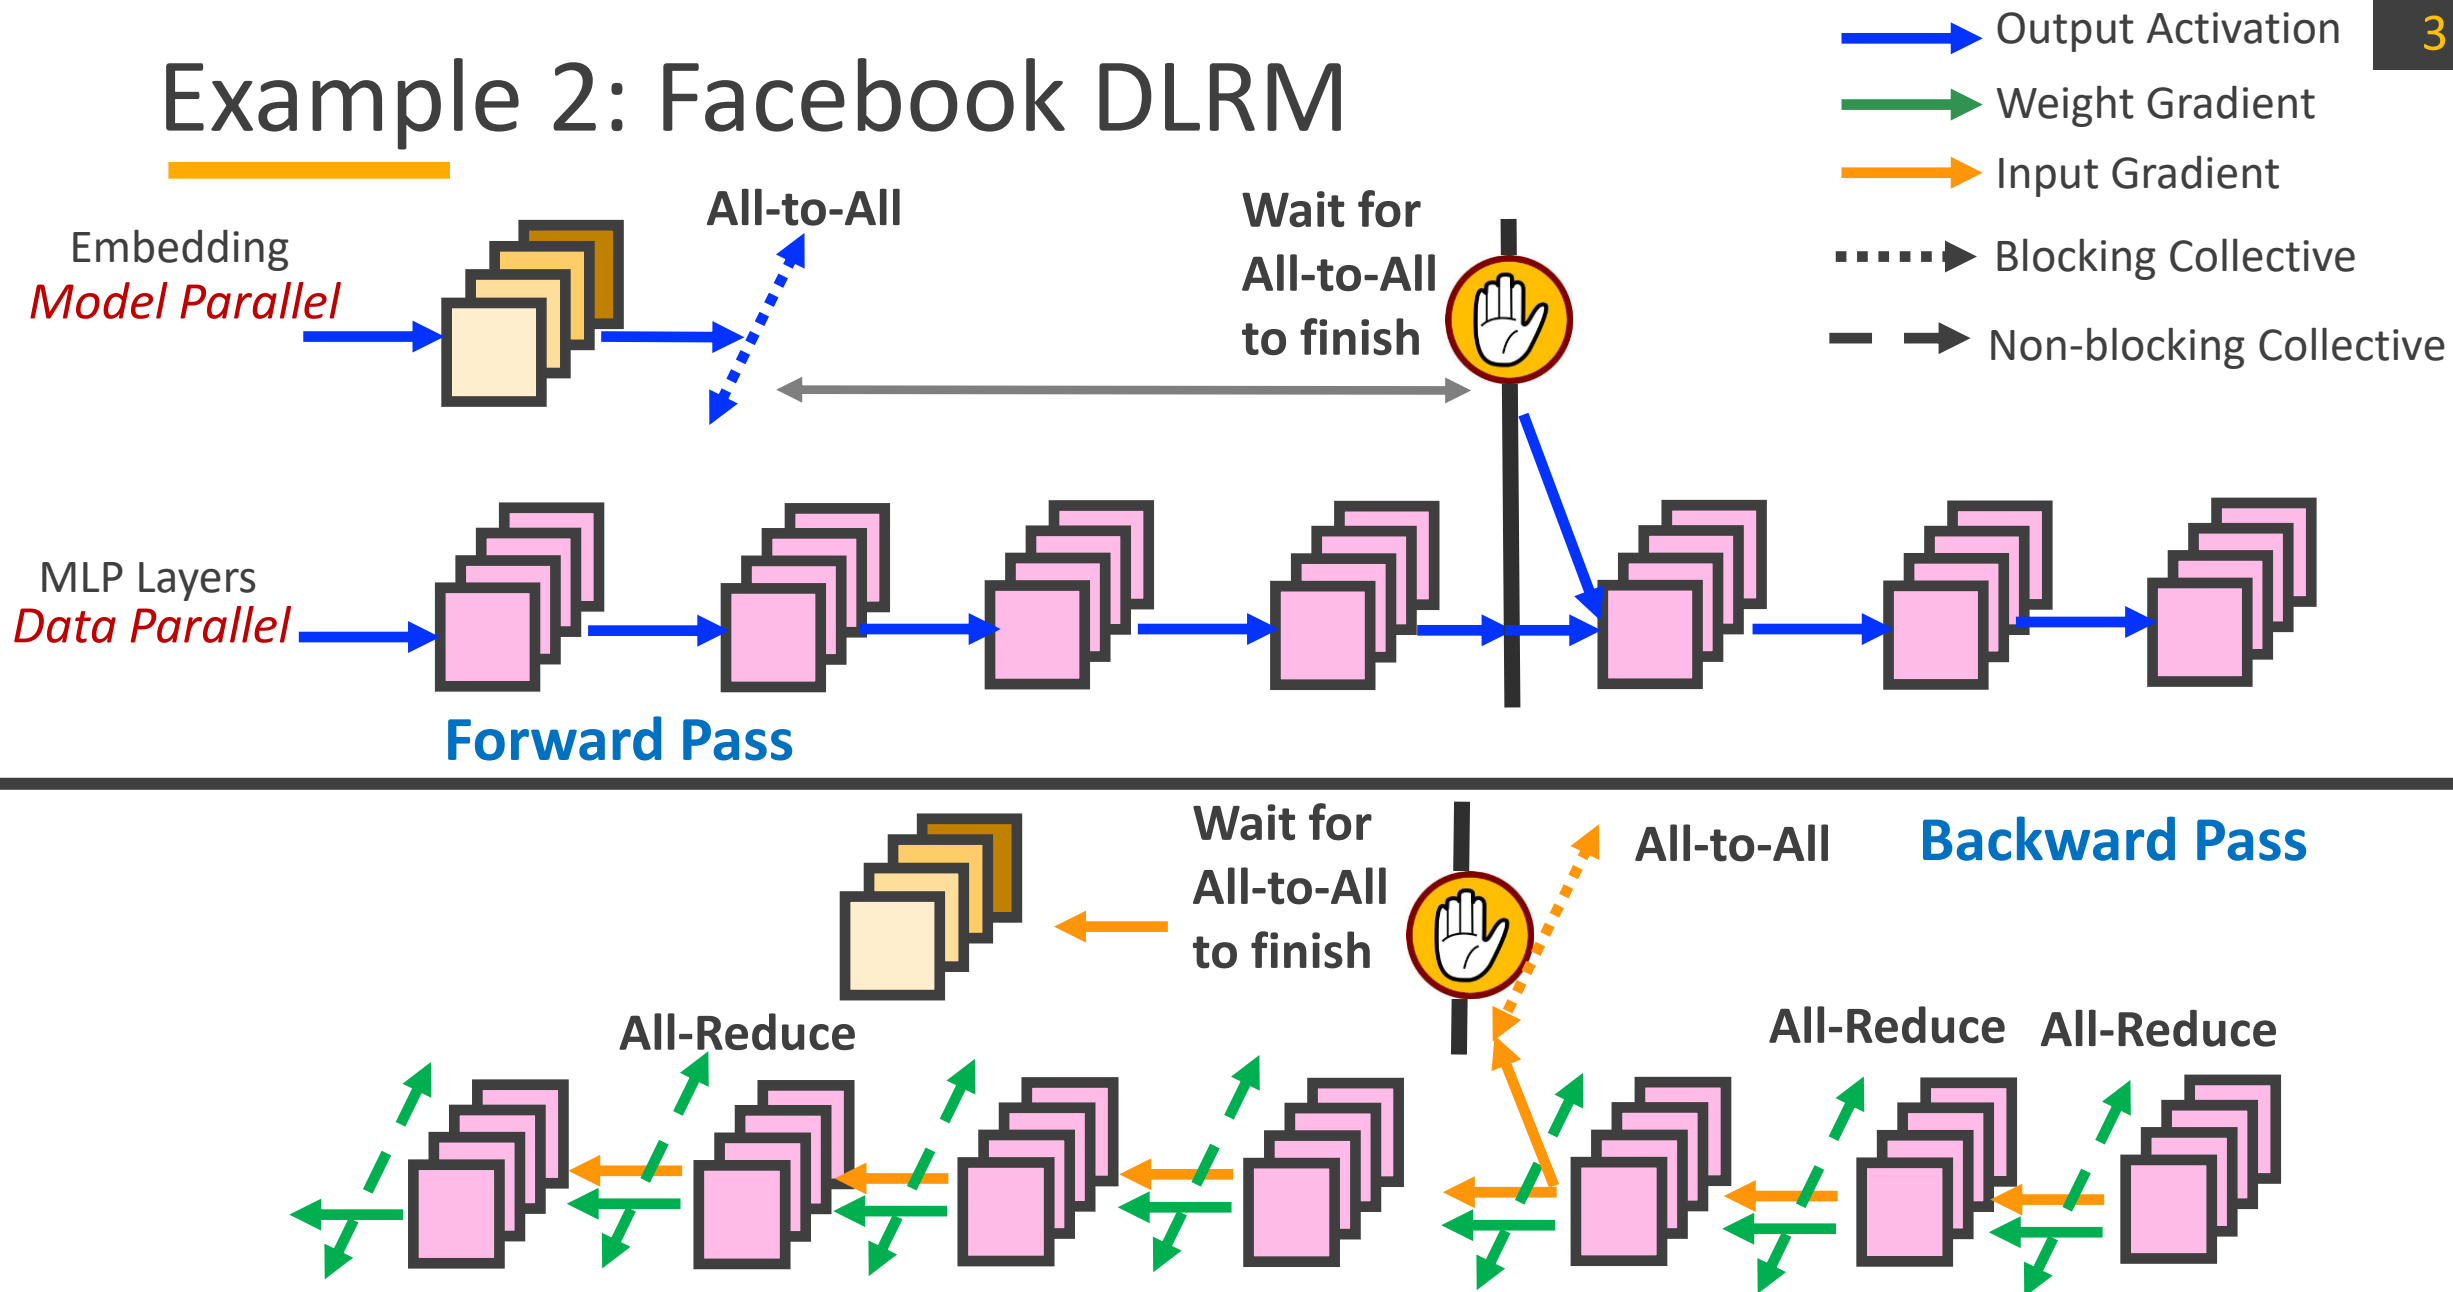 3
Example 2: Facebook DLRM
Output Activation
Weight Gradient
Input Gradient
Blocking Collective
Non-blocking Collective
Embedding
Model Parallel
All-to-All
Wait for
All-to-All
to finish
MLP Layers
Data Parallel
Forward Pass
Wait for
All-to-All
to finish
All-to-All
Backward Pass
All-Reduce
All-Reduce
All-Reduce